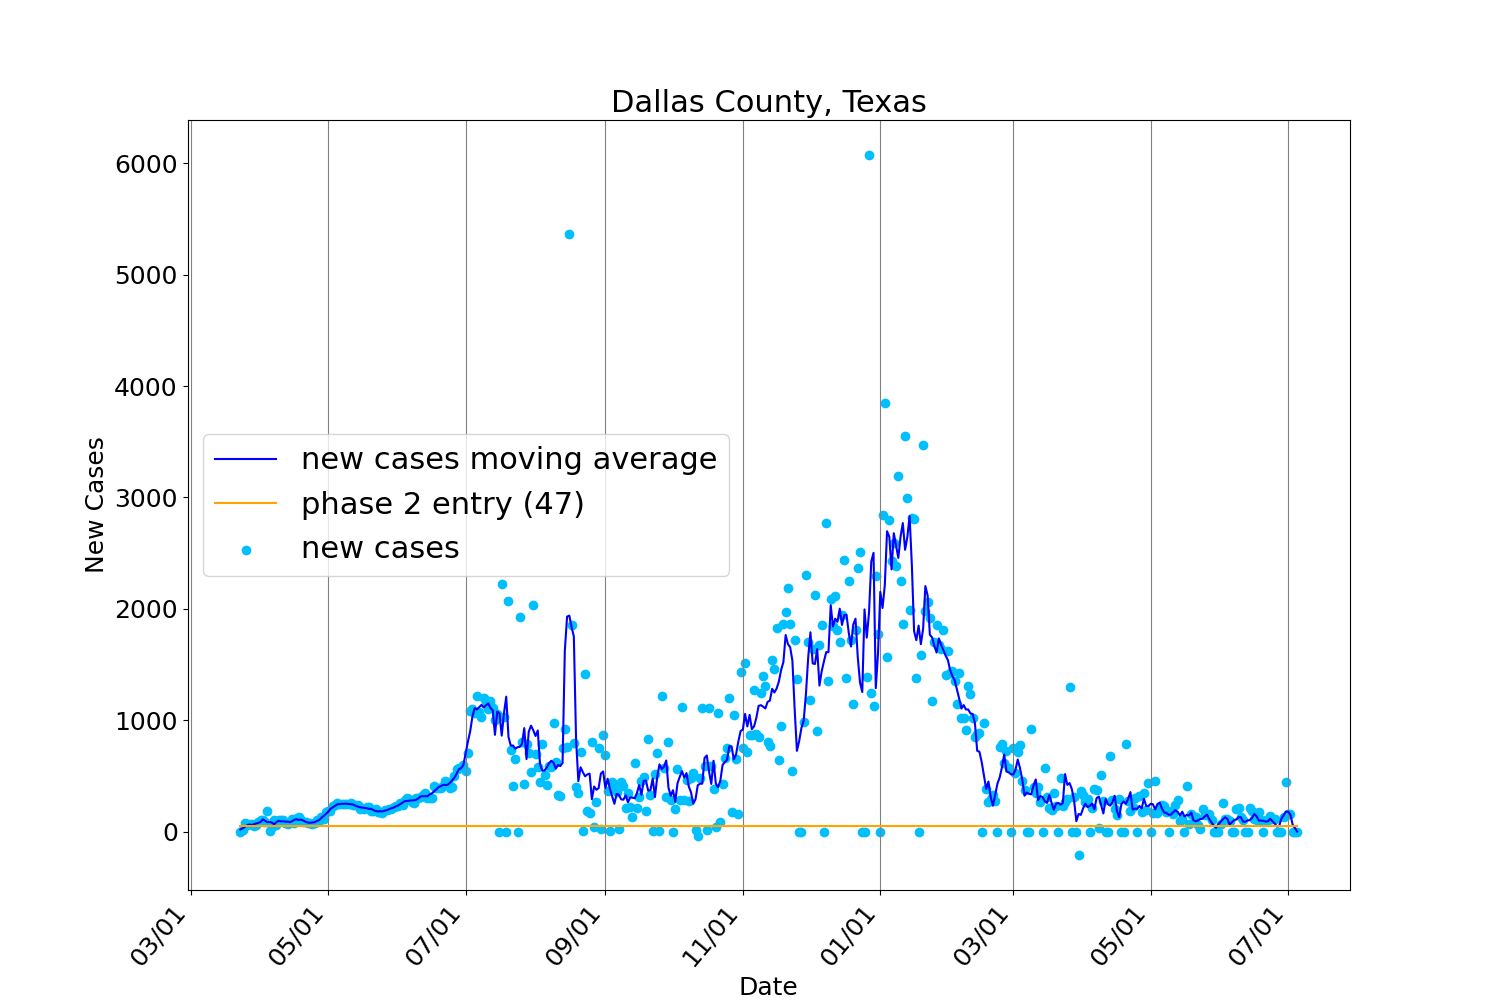 Dallas County, Texas
6000
5000
4000
3000
2000
1000
0
New Cases
new cases moving average
phase 2 entry (47)
new cases
03/01
05/01
07/01
09/01
11/01
01/01
03/01
05/01
07/01
Date